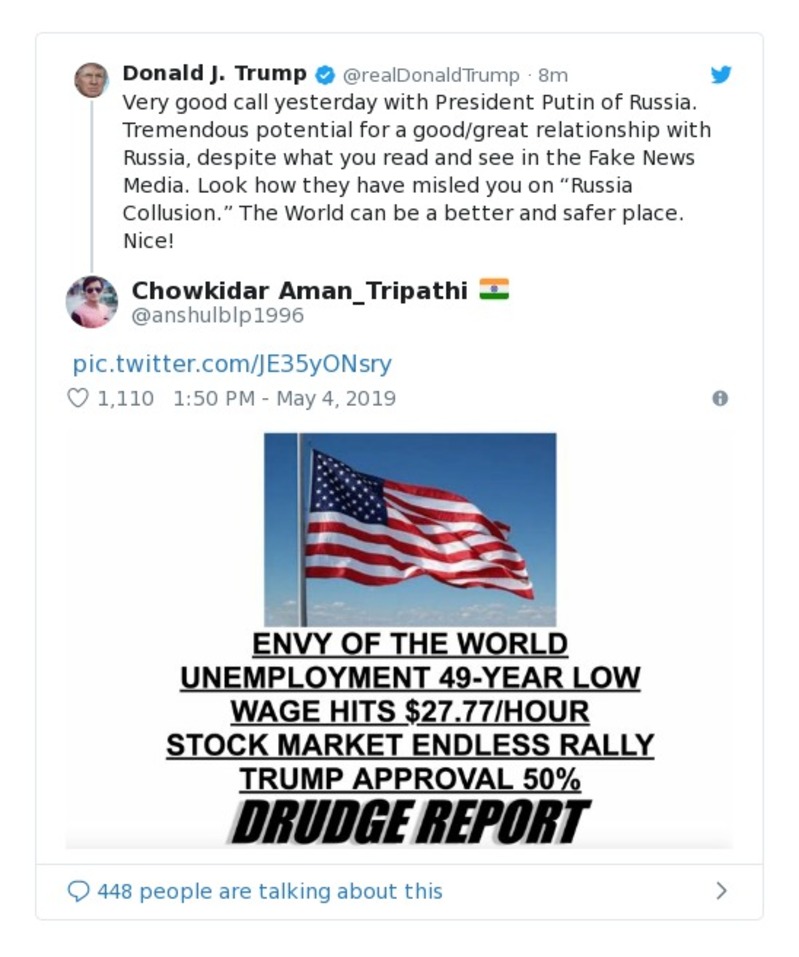 Donald J. Trump @realDonaldTrump · 8m
Very good call yesterday with President Putin of Russia.
Tremendous potential for a good/great relationship with
Russia, despite what you read and see in the Fake News
Media. Look how they have misled you on “Russia
Collusion.” The World can be a better and safer place.
Nice!
Chowkidar Aman_Tripathi
@anshulblp1996
pic.twitter.com/JE35yONsry
1,110 1:50 PM - May 4, 2019
ENVY OF THE WORLD
UNEMPLOYMENT 49-YEAR LOW
WAGE HITS $27.77/HOUR
STOCK MARKET ENDLESS RALLY
TRUMP APPROVAL 50%
DRUDGE REPORT
448 people are talking about this